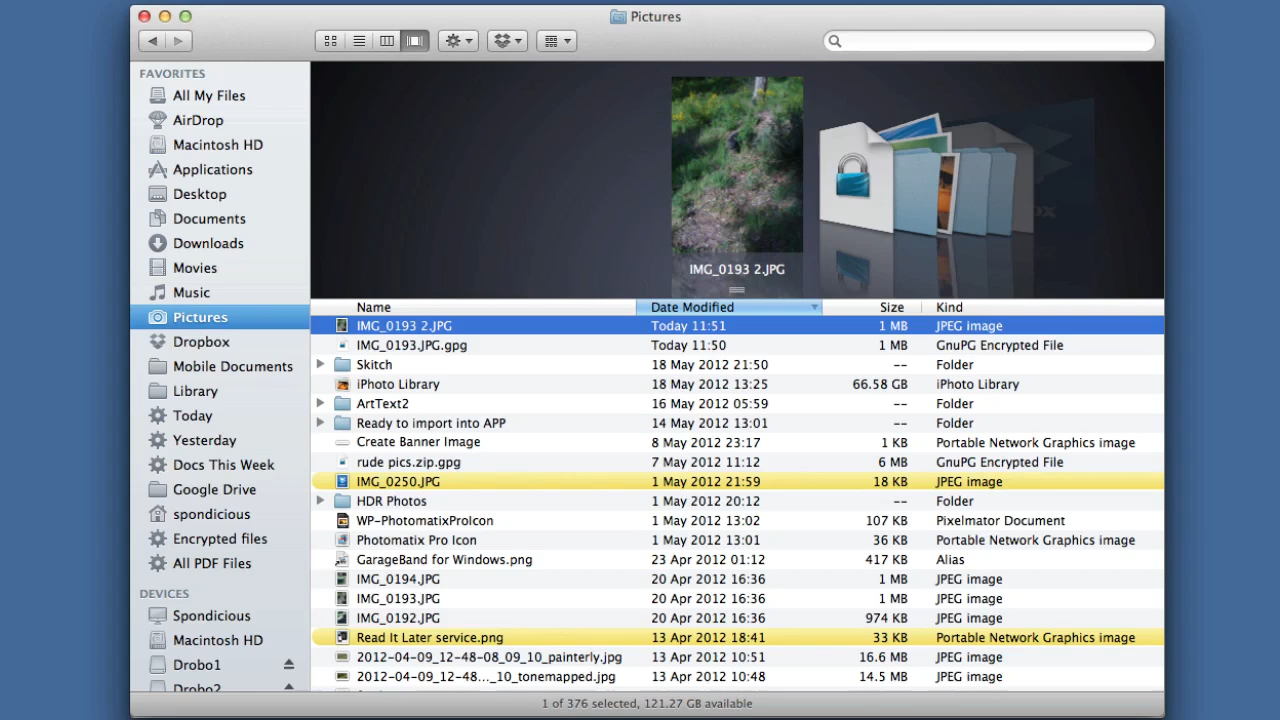 Pictures
FAVORITES
All My Files
AirDrop
Macintosh HD
Applications
Desktop
Documents
Downloads
Movies
Music
Pictures
Dropbox
Mobile Documents
Library
Today
Yesterday
Docs This Week
Google Drive
spondicious
Encrypted files
All PDF Files
DEVICES
Spondicious
Macintosh HD
Drobo1
Drobo2
IMG_0193 2.JPG
Name Date Modified Size Kind
IMG_0193 2.JPG Today 11:51 1 MB JPEG image
IMG_0193.JPG.gpg Today 11:50 1 MB GnuPG Encrypted File
Skitch 18 May 2012 21:50 -- Folder
iPhoto Library 18 May 2012 13:25 66.58 GB iPhoto Library
ArtText2 16 May 2012 05:59 -- Folder
Ready to import into APP 14 May 2012 13:01 -- Folder
Create Banner Image 8 May 2012 23:17 1 KB Portable Network Graphics image
rude pics.zip.gpg 7 May 2012 11:12 6 MB GnuPG Encrypted File
IMG_0250.JPG 1 May 2012 21:59 18 KB JPEG image
HDR Photos 1 May 2012 20:12 -- Folder
WP-PhotomatixProIcon 1 May 2012 13:02 107 KB Pixelmator Document
Photomatix Pro Icon 1 May 2012 13:01 36 KB Portable Network Graphics image
GarageBand for Windows.png 23 Apr 2012 01:12 417 KB Alias
IMG_0194.JPG 20 Apr 2012 16:36 1 MB JPEG image
IMG_0193.JPG 20 Apr 2012 16:36 1 MB JPEG image
IMG_0192.JPG 20 Apr 2012 16:36 974 KB JPEG image
Read It Later service.png 13 Apr 2012 18:41 33 KB Portable Network Graphics image
2012-04-09_12-48-08_09_10_painterly.jpg 13 Apr 2012 10:51 16.6 MB JPEG image
2012-04-09_12-48..._10_tonemapped.jpg 13 Apr 2012 10:48 14.5 MB JPEG image
1 of 376 selected, 121.27 GB available